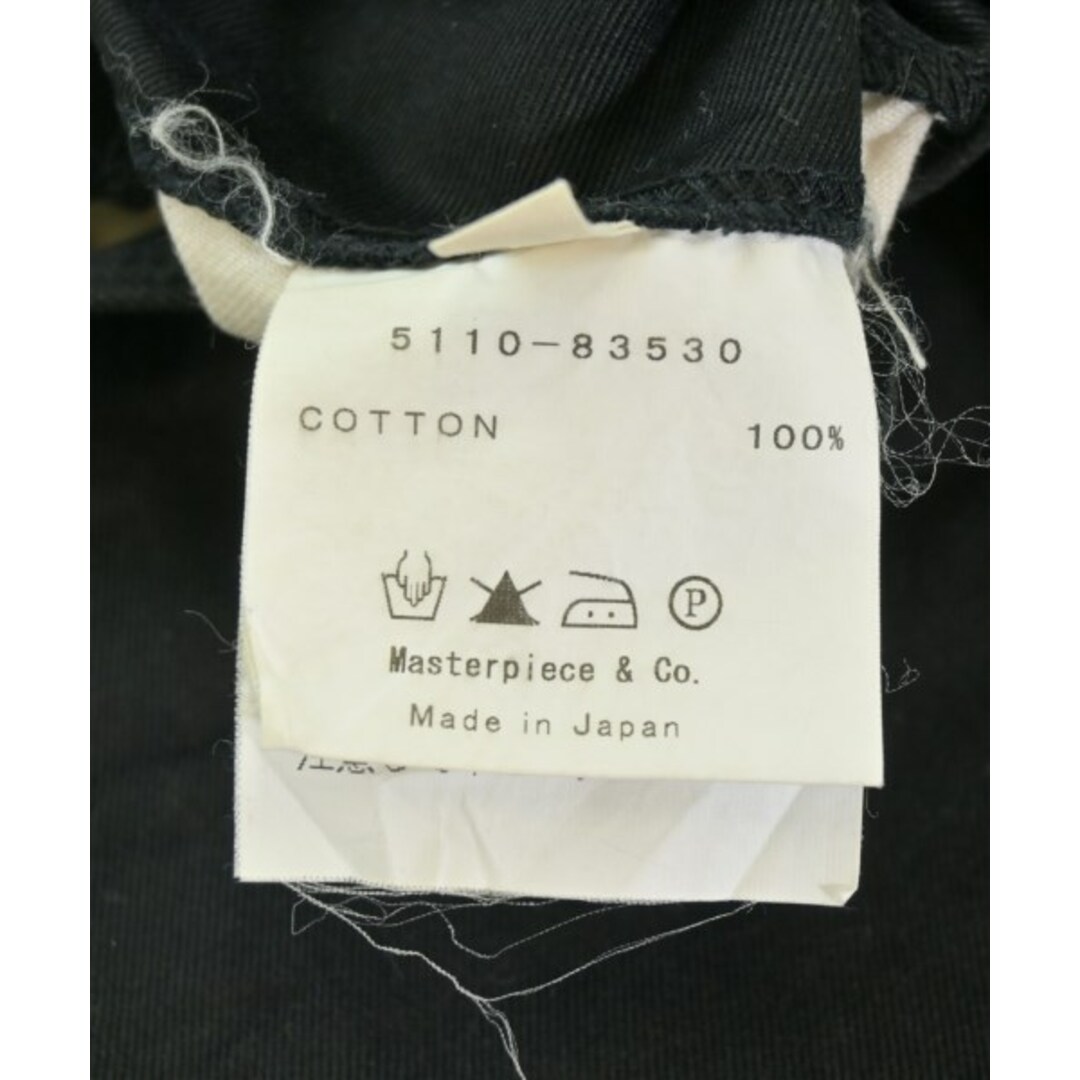 5110-83530
COTTON 100%
P
Masterpiece & Co.
Made in Japan